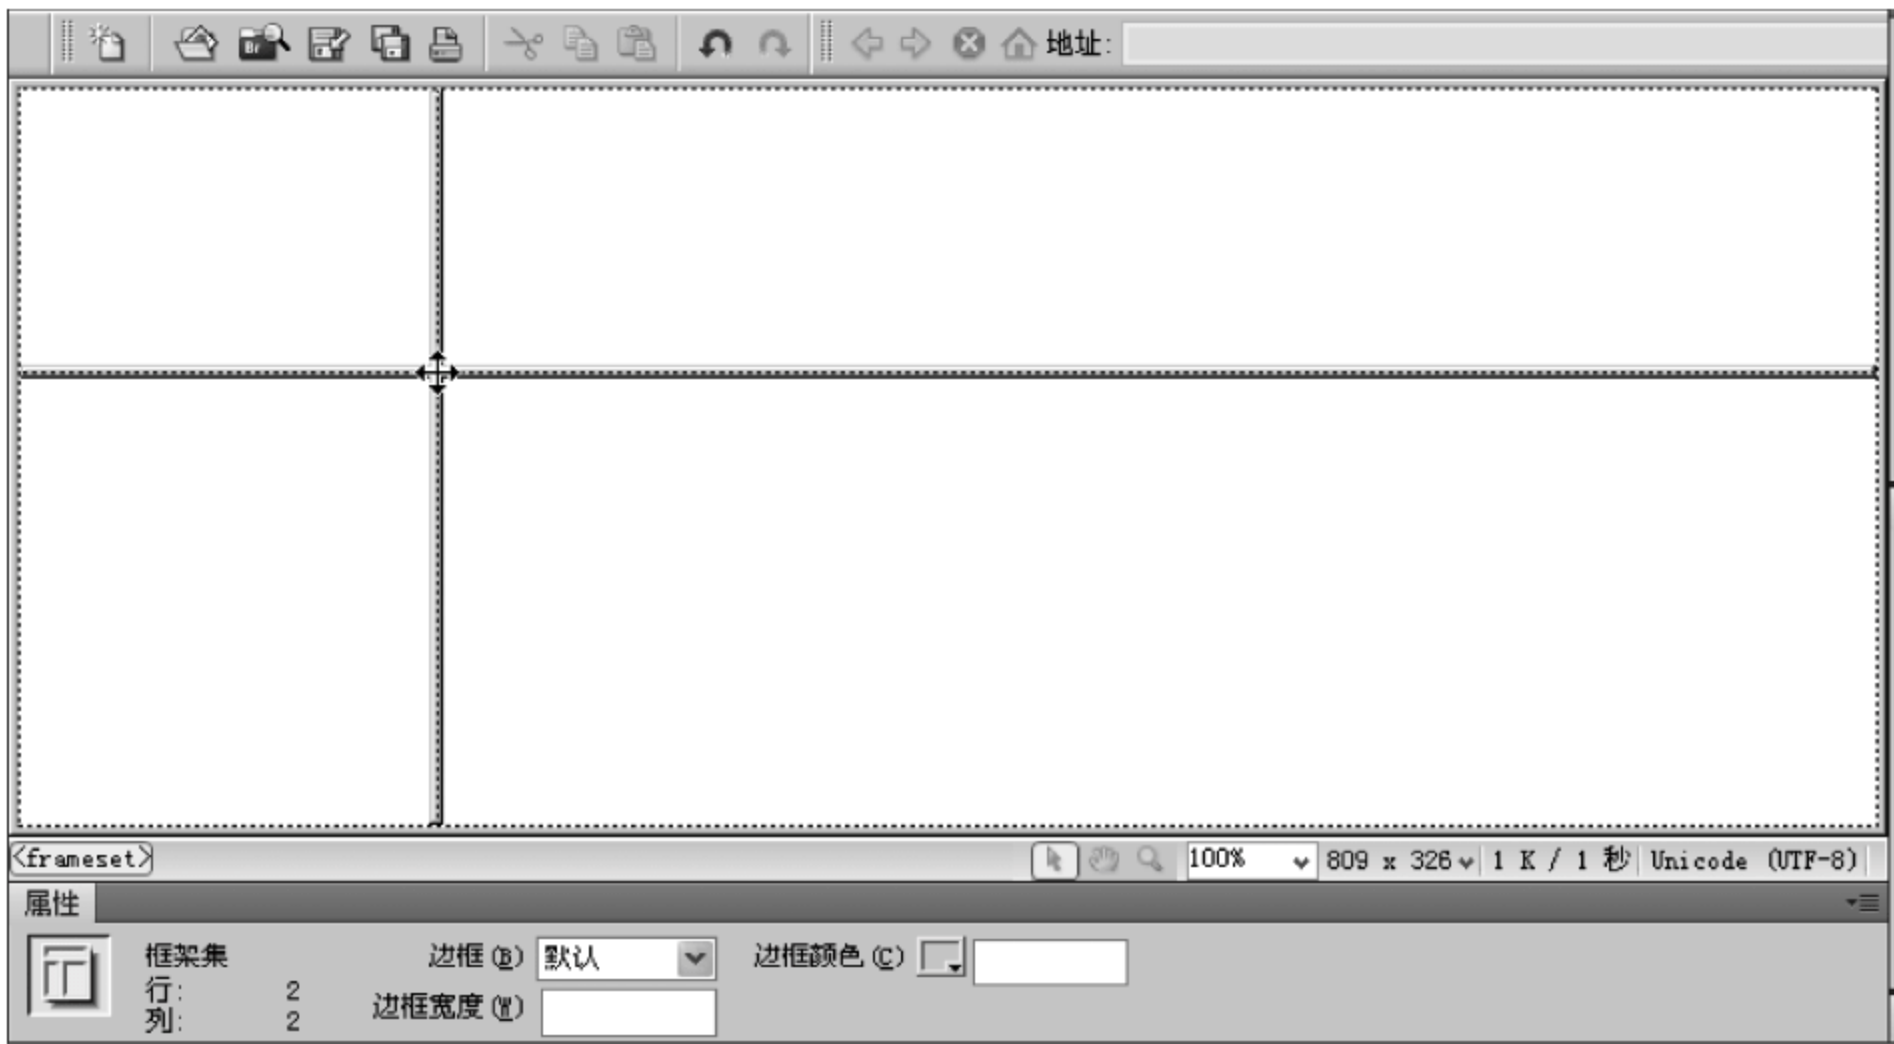 Br 地址:
<frameset> 100% 809 x 326 1 K / 1 秒 Unicode (UTF-8)
属性
框架集 边框(B) 默认 边框颜色(C)
行: 2 边框宽度(W)
列: 2